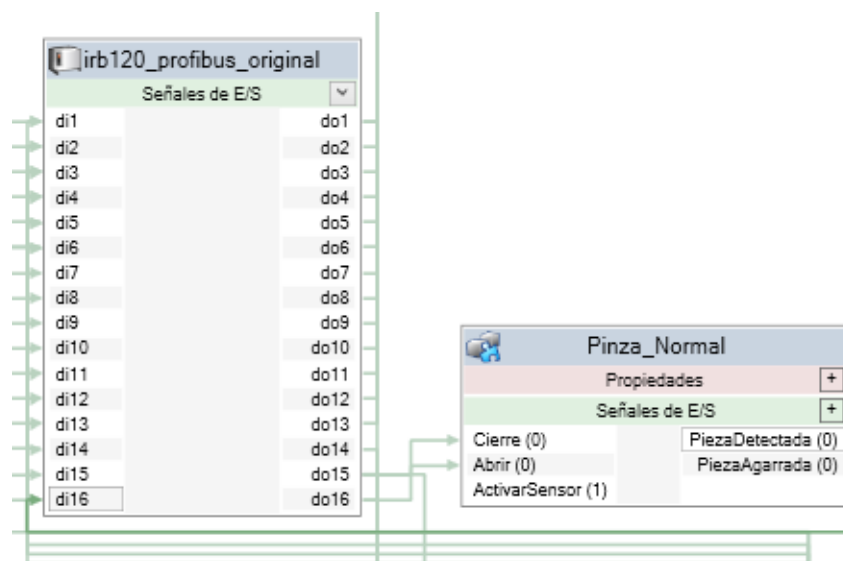 irb120_profibus_original
Señales de E/S
di1 do1
di2 do2
di3 do3
di4 do4
di5 do5
di6 do6
di7 do7
di8 do8
di9 do9
di10 do10
di11 do11
di12 do12
di13 do13
di14 do14
di15 do15
di16 do16
Pinza_Normal
Propiedades +
Señales de E/S +
Cierre (0) PiezaDetectada (0)
Abrir (0) PiezaAgarrada (0)
ActivarSensor (1)